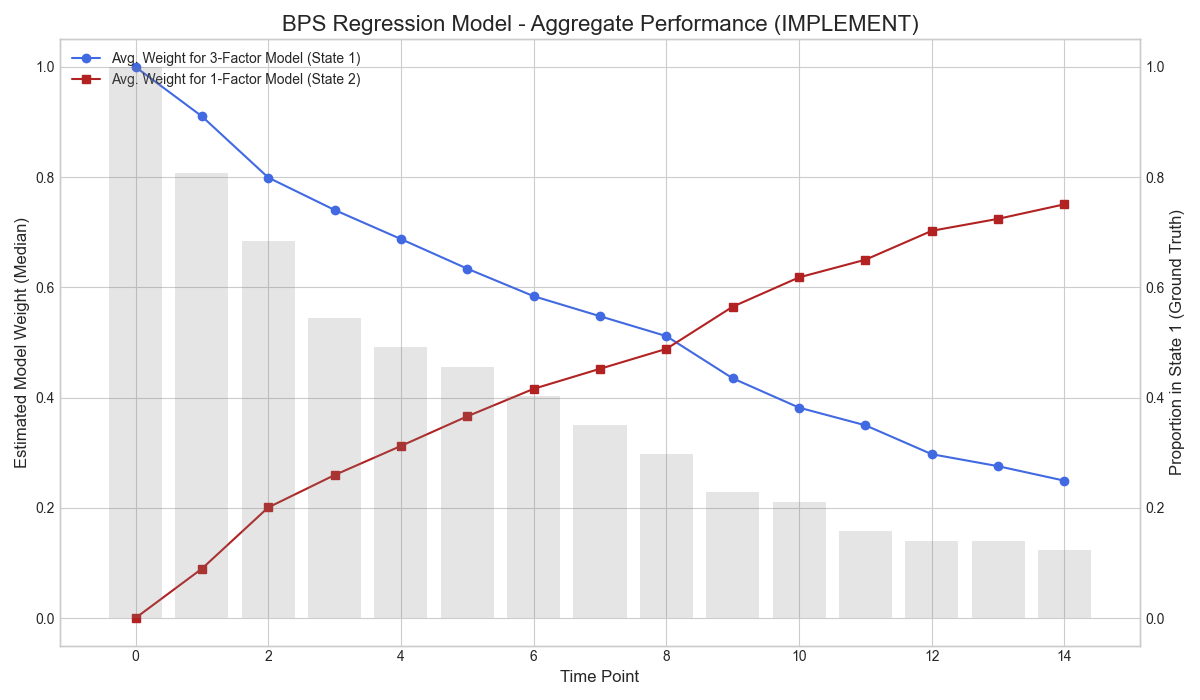 BPS Regression Model - Aggregate Performance (IMPLEMENT)
Avg. Weight for 3-Factor Model (State 1)
Avg. Weight for 1-Factor Model (State 2)
Estimated Model Weight (Median)
1.0
0.8
0.6
0.4
0.2
0.0
1.0
0.8
0.6
0.4
0.2
0.0
Proportion in State 1 (Ground Truth)
0 2 4 6 8 10 12 14
Time Point